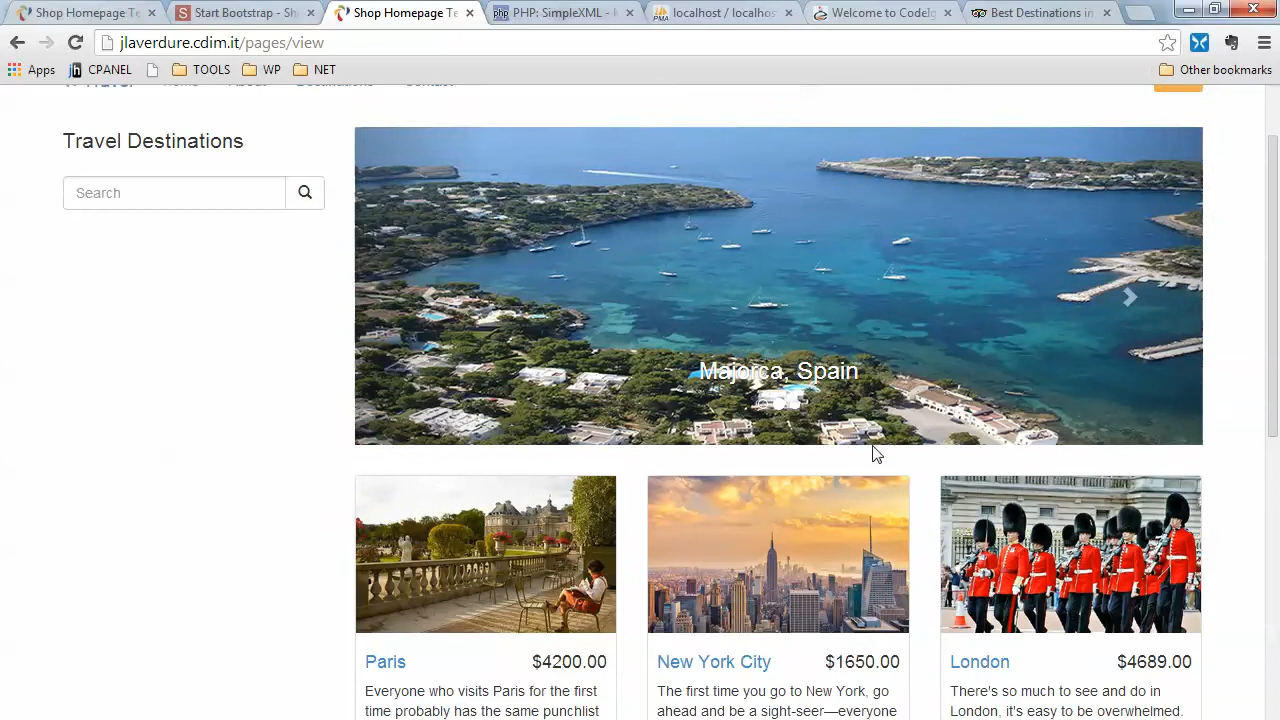 Shop Homepage Te
Start Bootstrap - Sh
Shop Homepage Te
PHP: SimpleXML - M
localhost / localhos
Welcome to CodeIg
Best Destinations in
jlaverdure.cdim.it/pages/view
Apps
CPANEL
TOOLS
WP
NET
Other bookmarks
Travel Destinations
Search
Majorca, Spain
Paris $4200.00
Everyone who visits Paris for the first
time probably has the same punchlist
New York City $1650.00
The first time you go to New York, go
ahead and be a sight-seer—everyone
London $4689.00
There's so much to see and do in
London, it's easy to be overwhelmed.